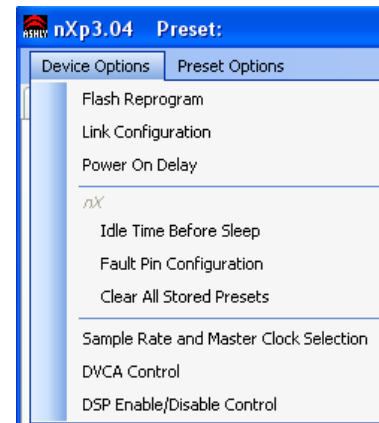 ASHLY nXp3.04 Preset:
Device Options Preset Options
Flash Reprogram
Link Configuration
Power On Delay
nX
Idle Time Before Sleep
Fault Pin Configuration
Clear All Stored Presets
Sample Rate and Master Clock Selection
DVCA Control
DSP Enable/Disable Control